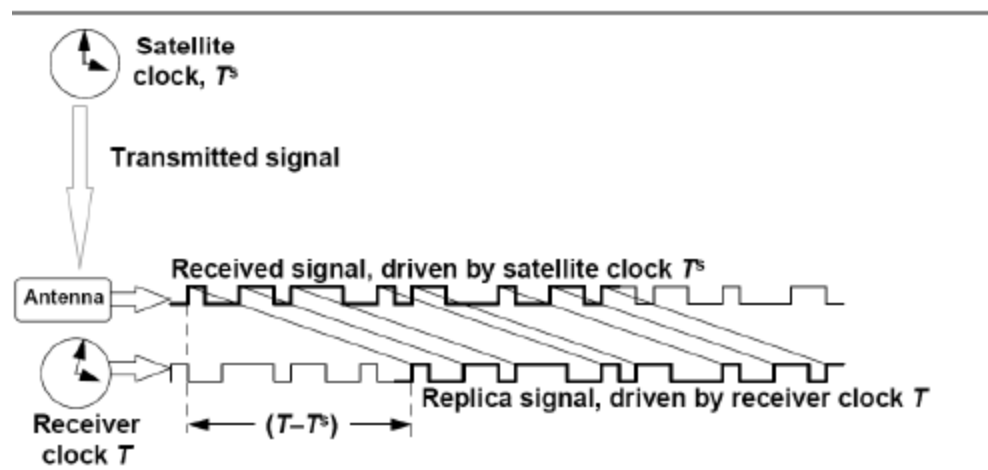 Satellite
clock, Tˢ
Transmitted signal
Received signal, driven by satellite clock Tˢ
Antenna
Replica signal, driven by receiver clock T
Receiver
clock T
(T–Tˢ)